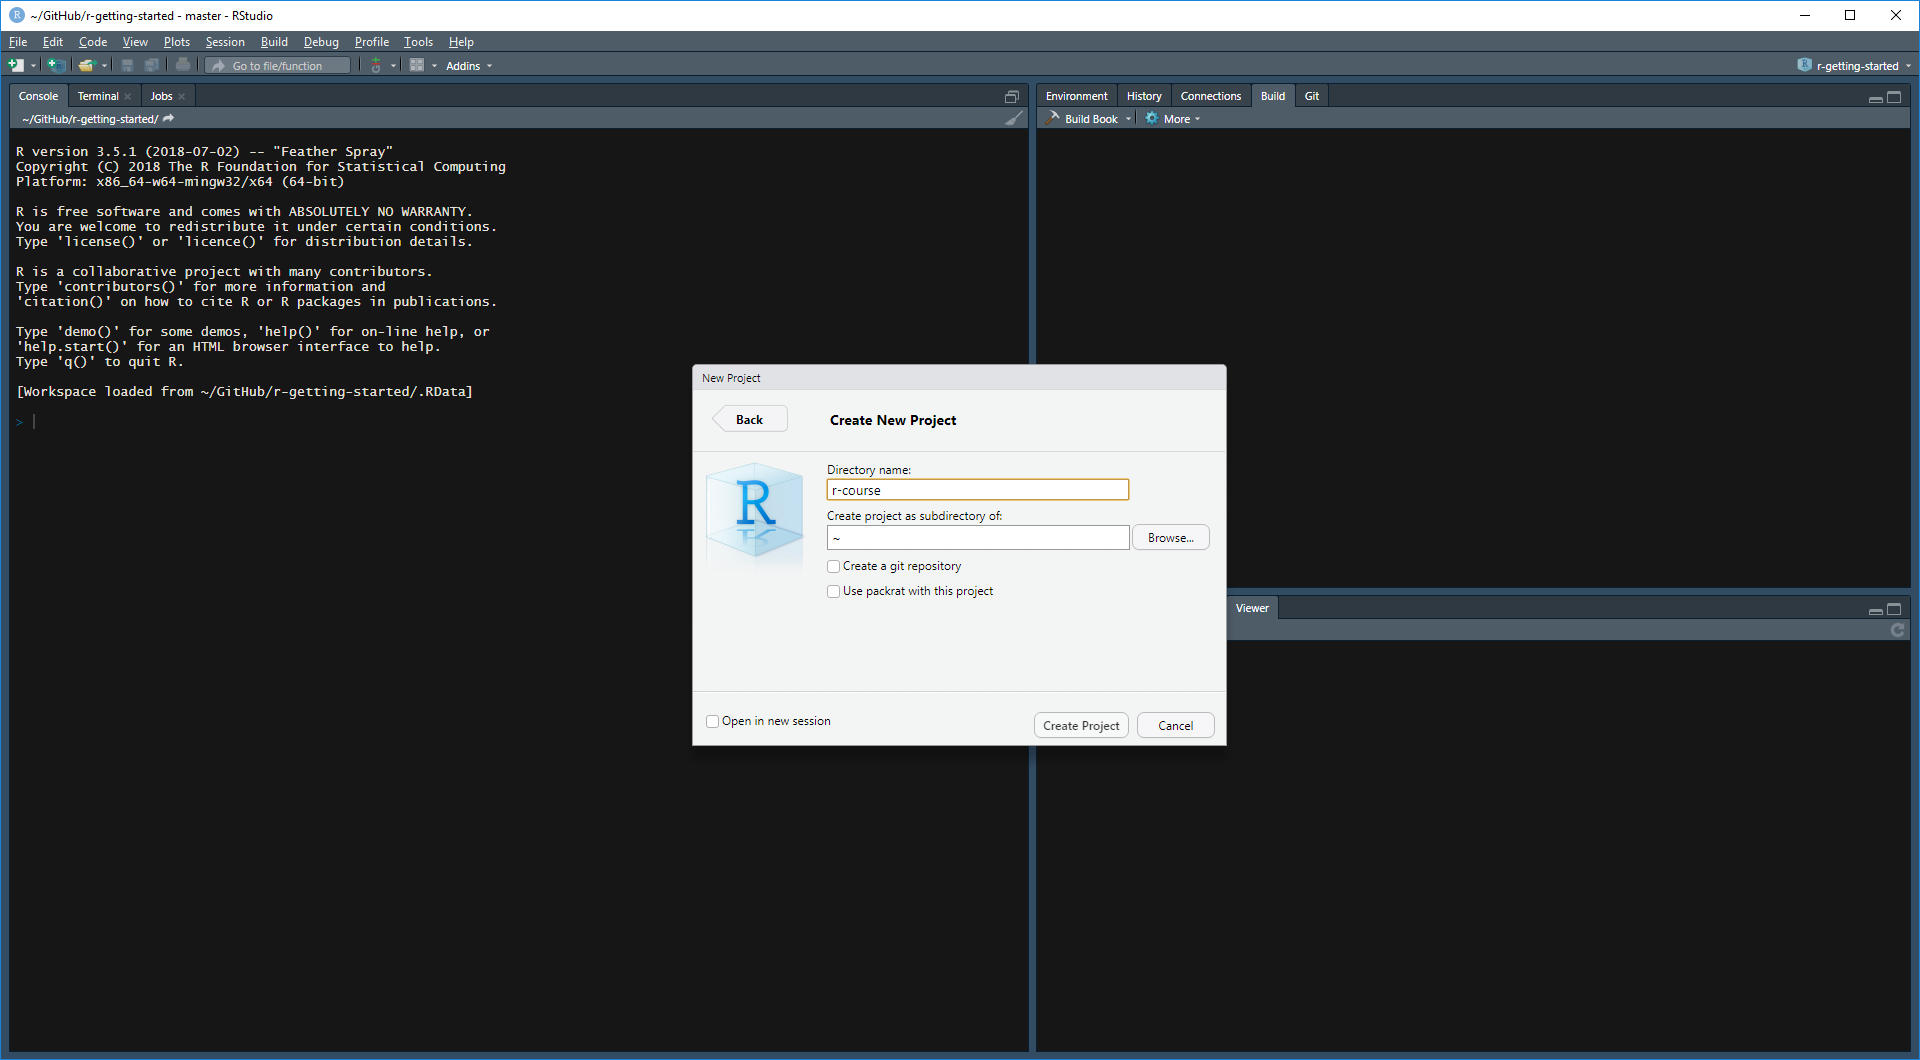 ~/GitHub/r-getting-started - master - RStudio
File Edit Code View Plots Session Build Debug Profile Tools Help
Go to file/function Addins r-getting-started
Console Terminal Jobs
~/GitHub/r-getting-started/
R version 3.5.1 (2018-07-02) -- "Feather Spray"
Copyright (C) 2018 The R Foundation for Statistical Computing
Platform: x86_64-w64-mingw32/x64 (64-bit)
R is free software and comes with ABSOLUTELY NO WARRANTY.
You are welcome to redistribute it under certain conditions.
Type 'license()' or 'licence()' for distribution details.
R is a collaborative project with many contributors.
Type 'contributors()' for more information and
'citation()' on how to cite R or R packages in publications.
Type 'demo()' for some demos, 'help()' for on-line help, or
'help.start()' for an HTML browser interface to help.
Type 'q()' to quit R.
[Workspace loaded from ~/GitHub/r-getting-started/.RData]
>
Environment History Connections Build Git
Build Book More
New Project
Back Create New Project
R
Directory name:
r-course
Create project as subdirectory of:
~ Browse...
Create a git repository
Use packrat with this project
Open in new session Create Project Cancel
Viewer